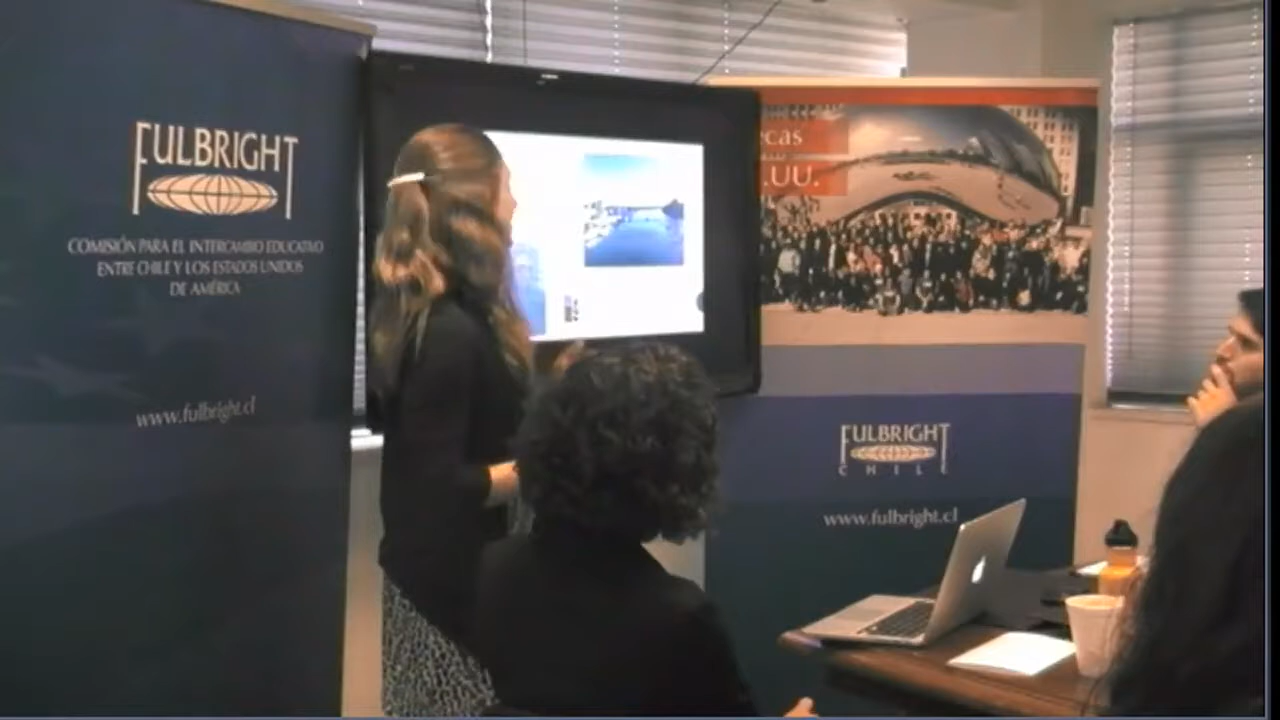 FULBRIGHT
COMISIÓN PARA EL INTERCAMBIO EDUCATIVO
ENTRE CHILE Y LOS ESTADOS UNIDOS
DE AMÉRICA
www.fulbright.cl
ecas
.UU.
FULBRIGHT
CHILE
www.fulbright.cl